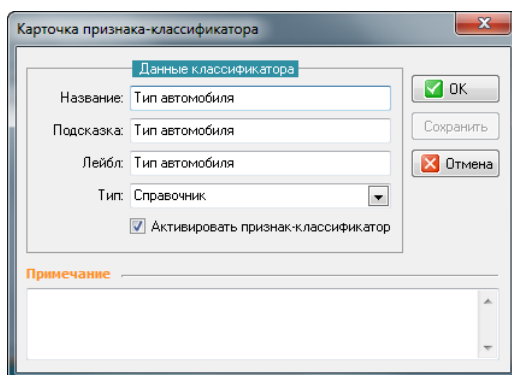 Карточка признака-классификатора
Данные классификатора
Название: Тип автомобиля
Подсказка: Тип автомобиля
Лейбл: Тип автомобиля
Тип: Справочник
Активировать признак-классификатор
OK
Сохранить
Отмена
Примечание